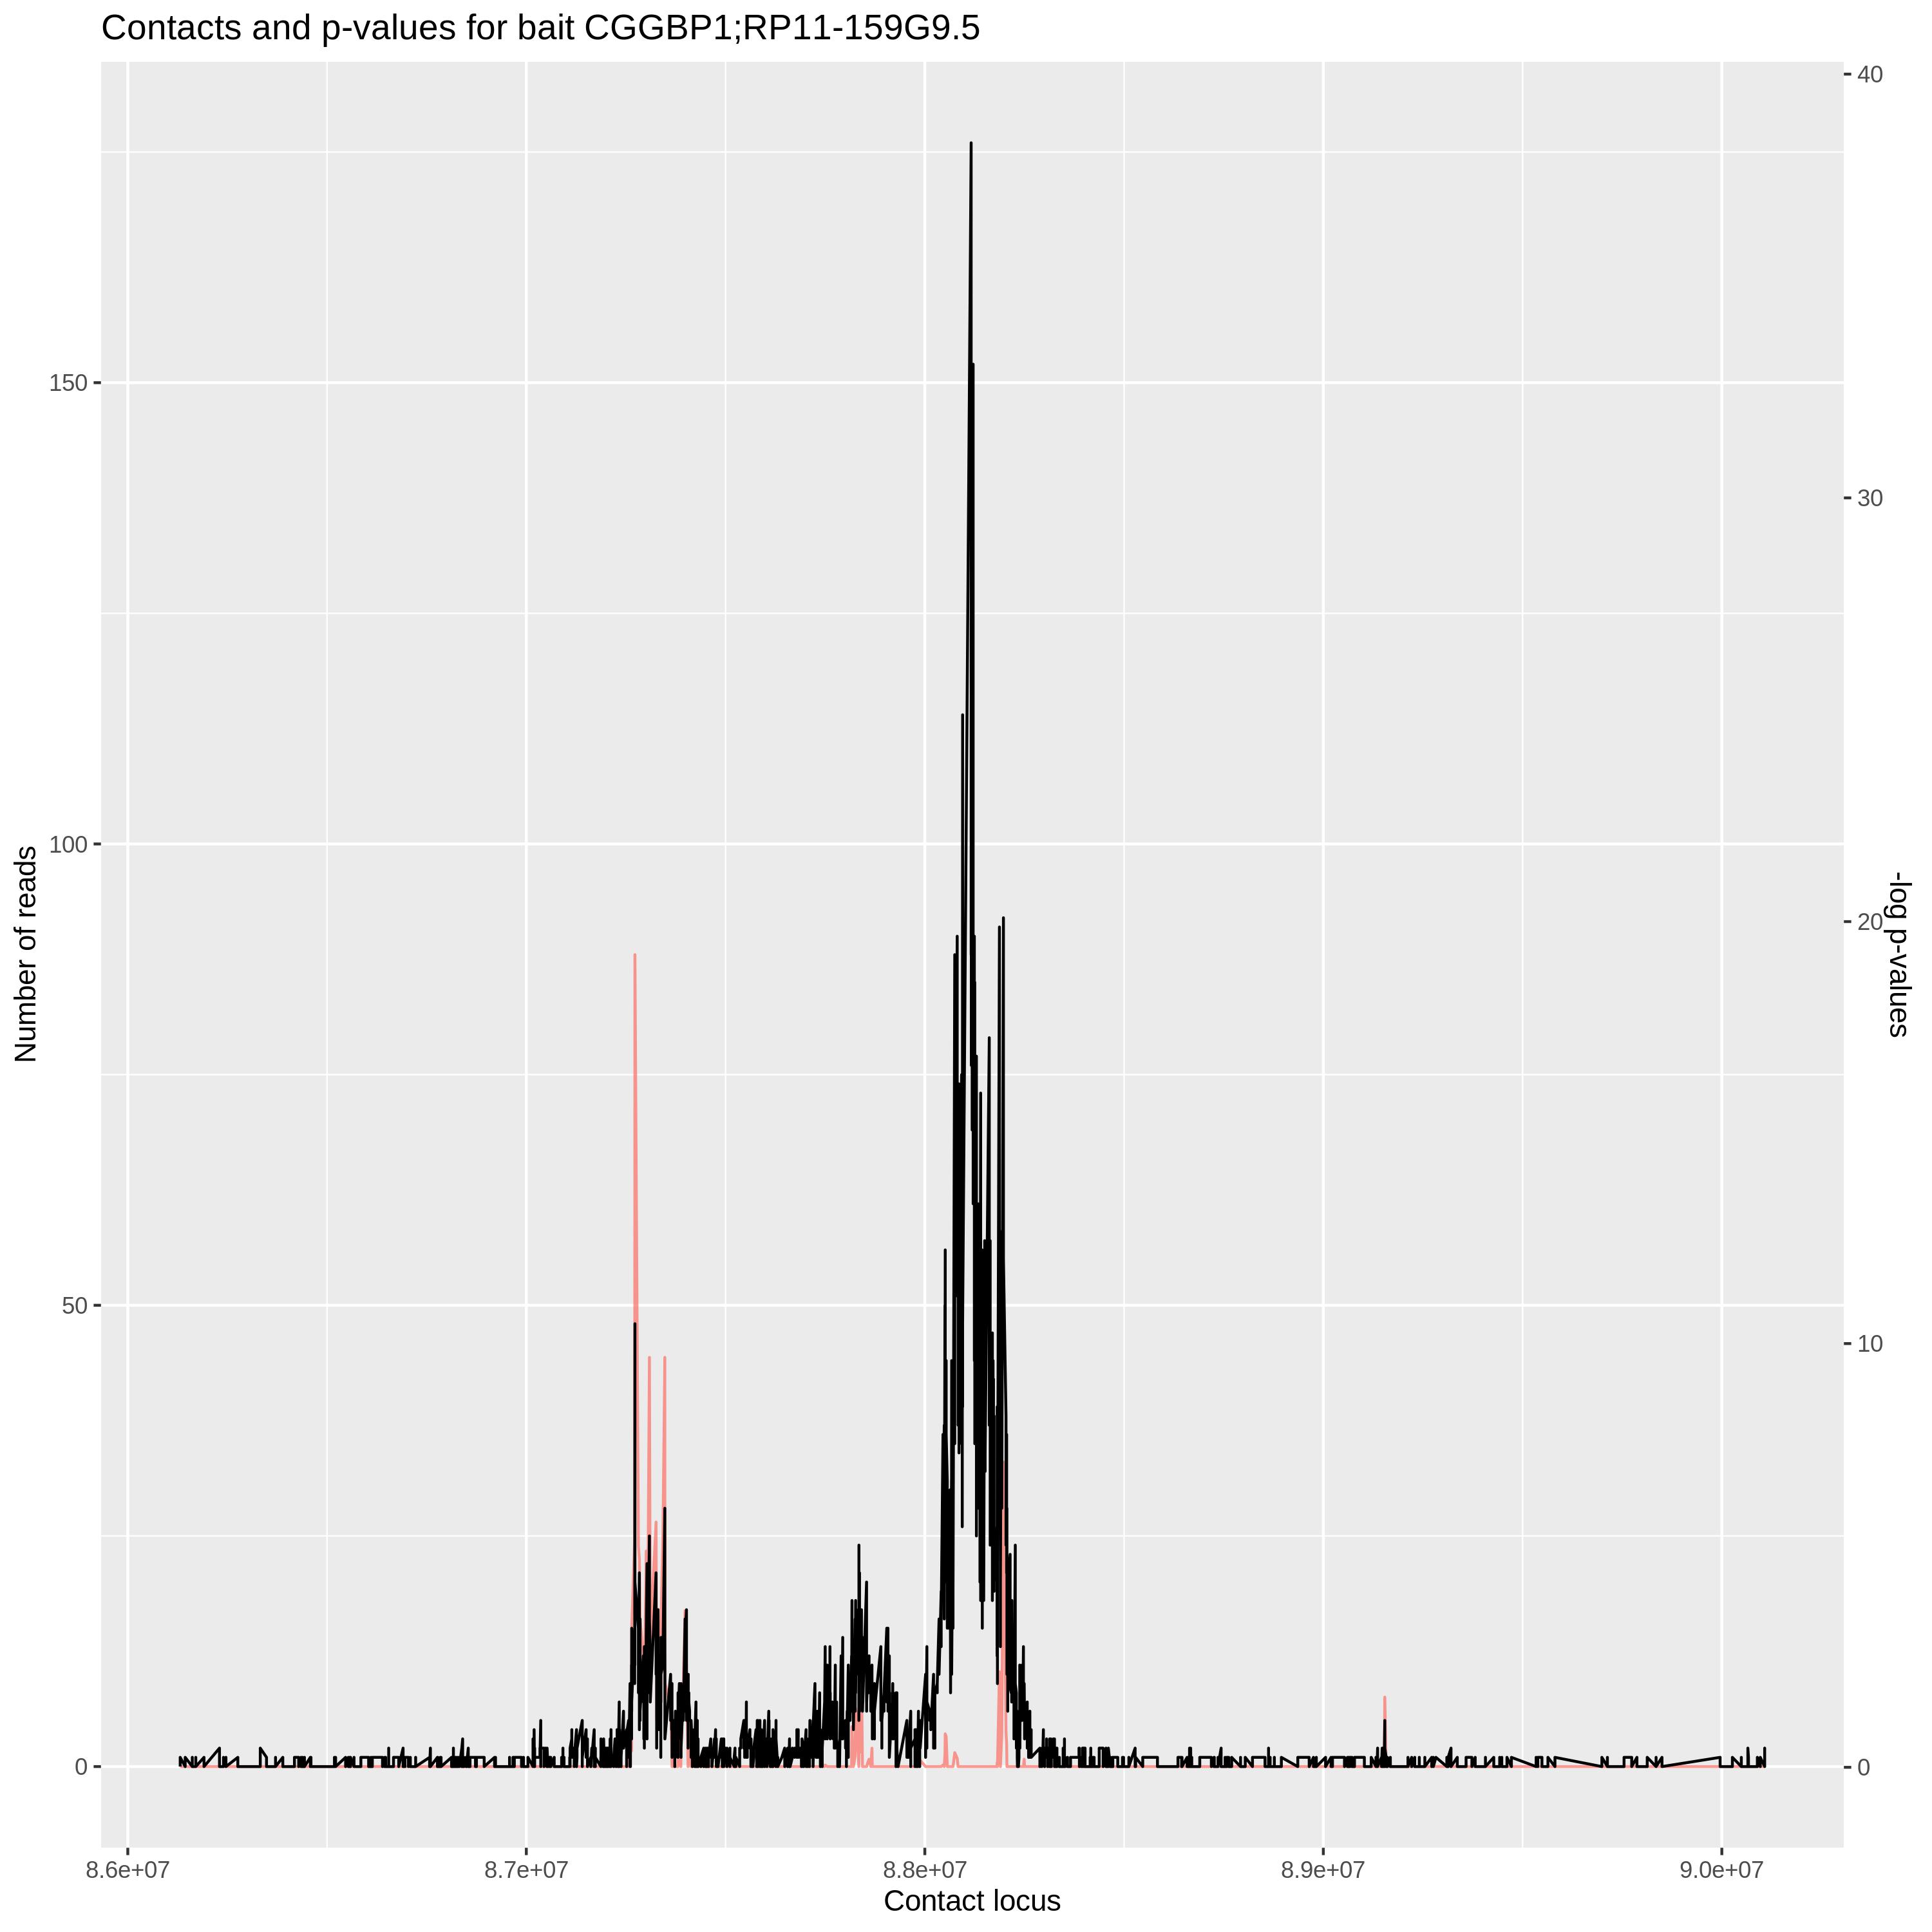 Contacts and p-values for bait CGGBP1;RP11-159G9.5
40
150
30
100
20
Number of reads
-log p-values
50
10
0
0
8.6e+07
8.7e+07
8.8e+07
8.9e+07
9.0e+07
Contact locus